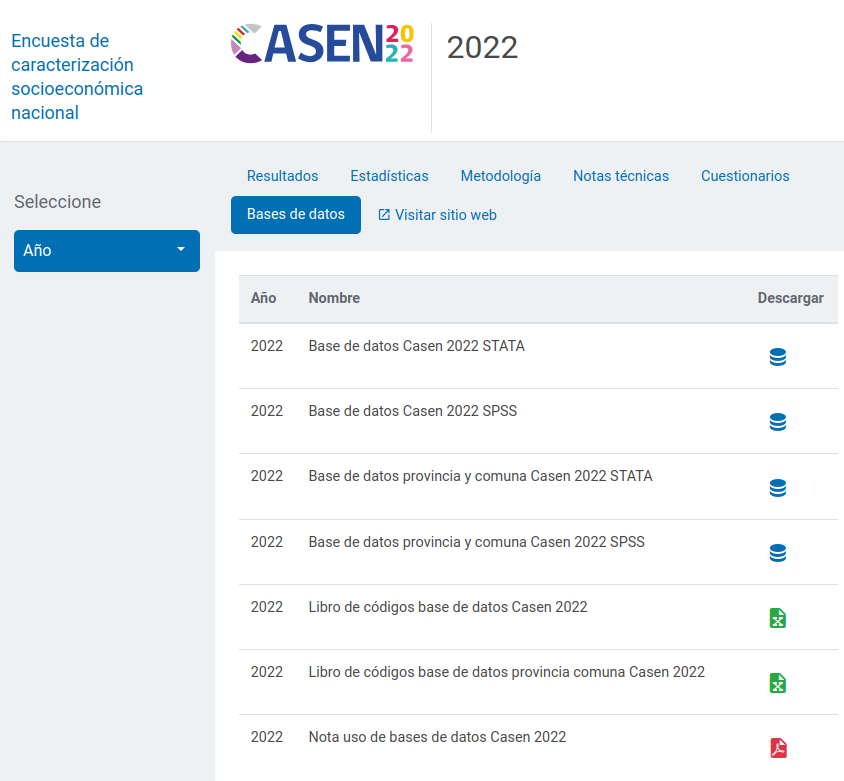 Encuesta de
caracterización
socioeconómica
nacional
CASEN 2022
2022
Seleccione
Año
Resultados Estadísticas Metodología Notas técnicas Cuestionarios
Bases de datos Visitar sitio web
Año Nombre Descargar
2022 Base de datos Casen 2022 STATA
2022 Base de datos Casen 2022 SPSS
2022 Base de datos provincia y comuna Casen 2022 STATA
2022 Base de datos provincia y comuna Casen 2022 SPSS
2022 Libro de códigos base de datos Casen 2022
2022 Libro de códigos base de datos provincia comuna Casen 2022
2022 Nota uso de bases de datos Casen 2022